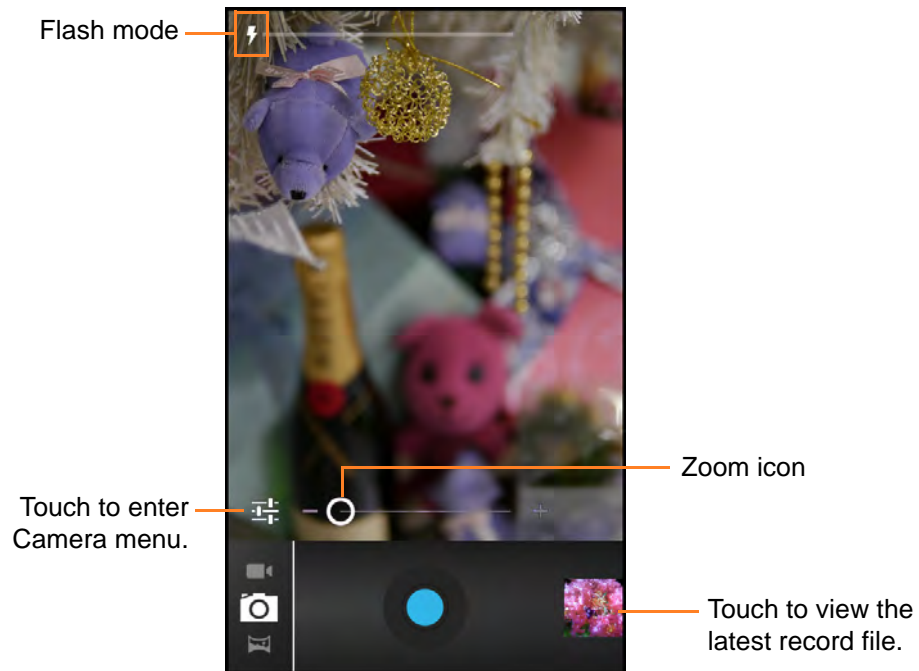 Flash mode
Zoom icon
Touch to enter
Camera menu.
Touch to view the
latest record file.